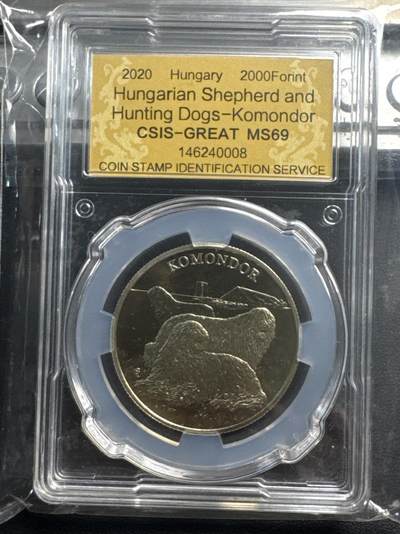 2020 Hungary 2000Forint
Hungarian Shepherd and
Hunting Dogs-Komondor
CSIS-GREAT MS69
146240008
COIN STAMP IDENTIFICATION SERVICE
KOMONDOR